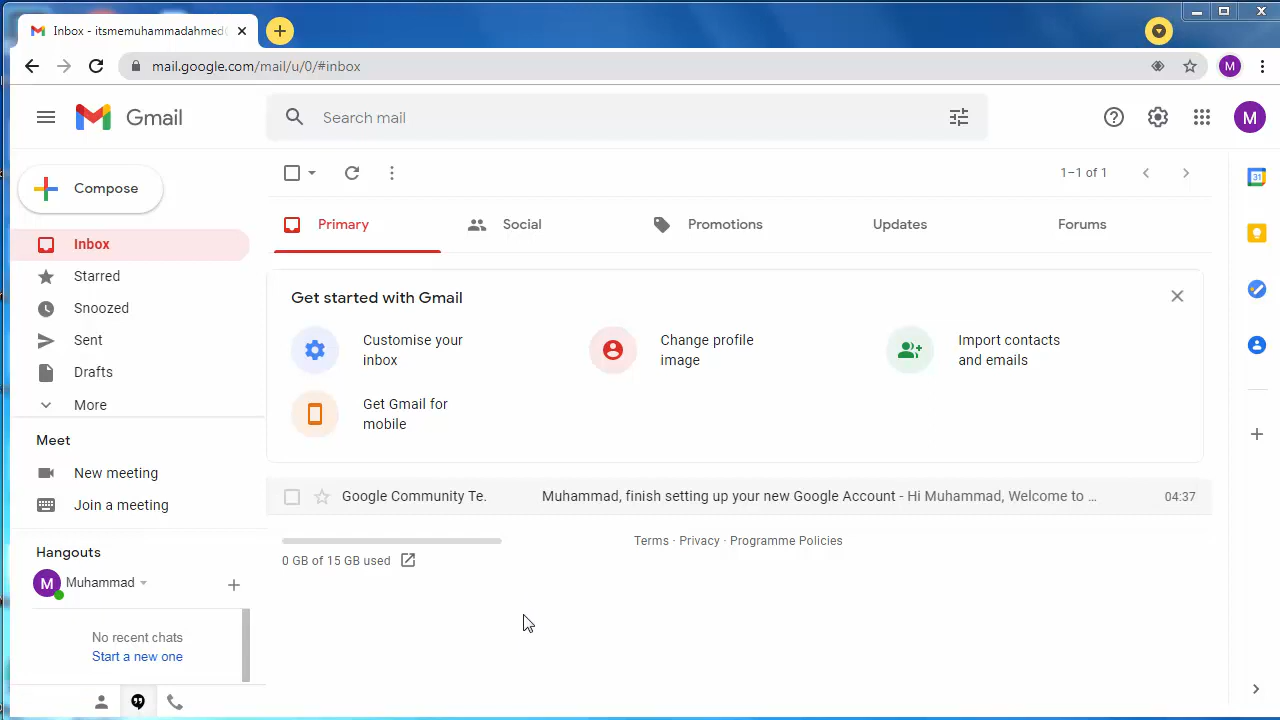 Inbox - itsmemuhammadahmed
mail.google.com/mail/u/0/#inbox
M
Gmail
Search mail
M
Compose
1–1 of 1
Primary
Social
Promotions
Updates
Forums
Inbox
Starred
Snoozed
Sent
Drafts
More
Get started with Gmail
Customise your
inbox
Change profile
image
Import contacts
and emails
Get Gmail for
mobile
Meet
New meeting
Join a meeting
Google Community Te.
Muhammad, finish setting up your new Google Account - Hi Muhammad, Welcome to ...
04:37
Terms · Privacy · Programme Policies
0 GB of 15 GB used
Hangouts
M
Muhammad
No recent chats
Start a new one
31